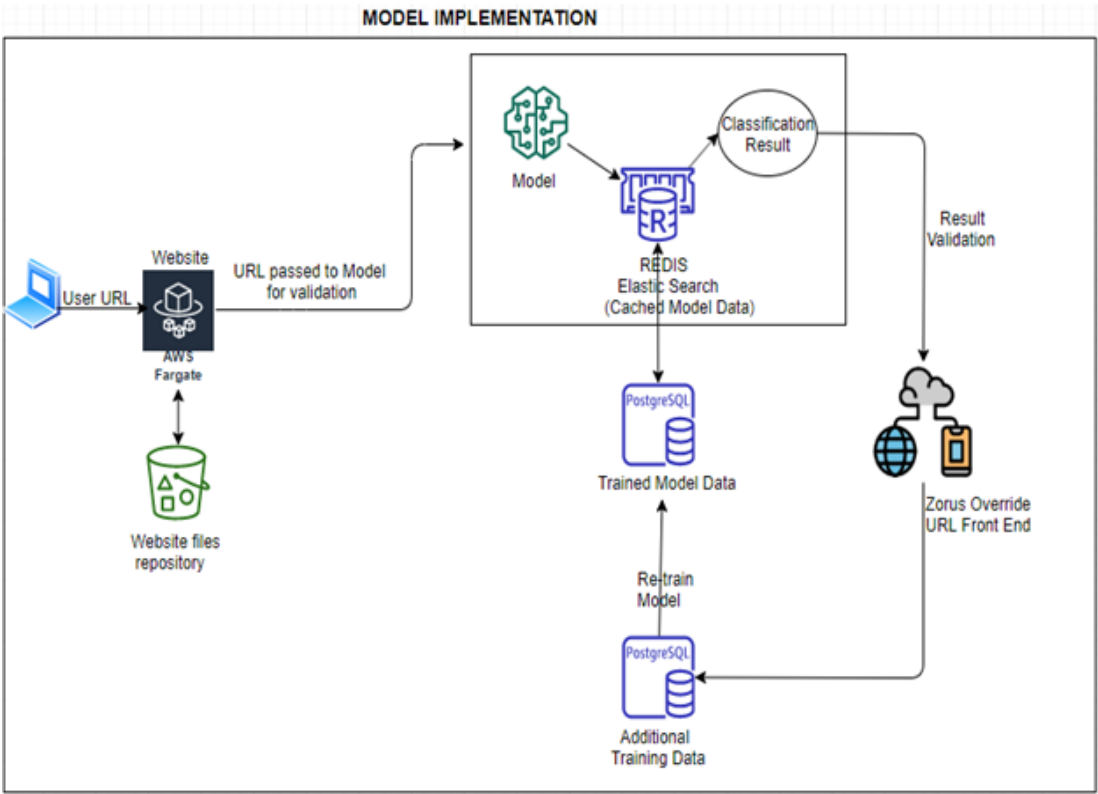 MODEL IMPLEMENTATION
Classification
Result
Model
R
REDIS
Elastic Search
(Cached Model Data)
Result
Validation
Website
URL passed to Model
for validation
User URL
AWS
Fargate
PostgreSQL
Trained Model Data
Website files
repository
Zorus Override
URL Front End
Re-train
Model
PostgreSQL
Additional
Training Data